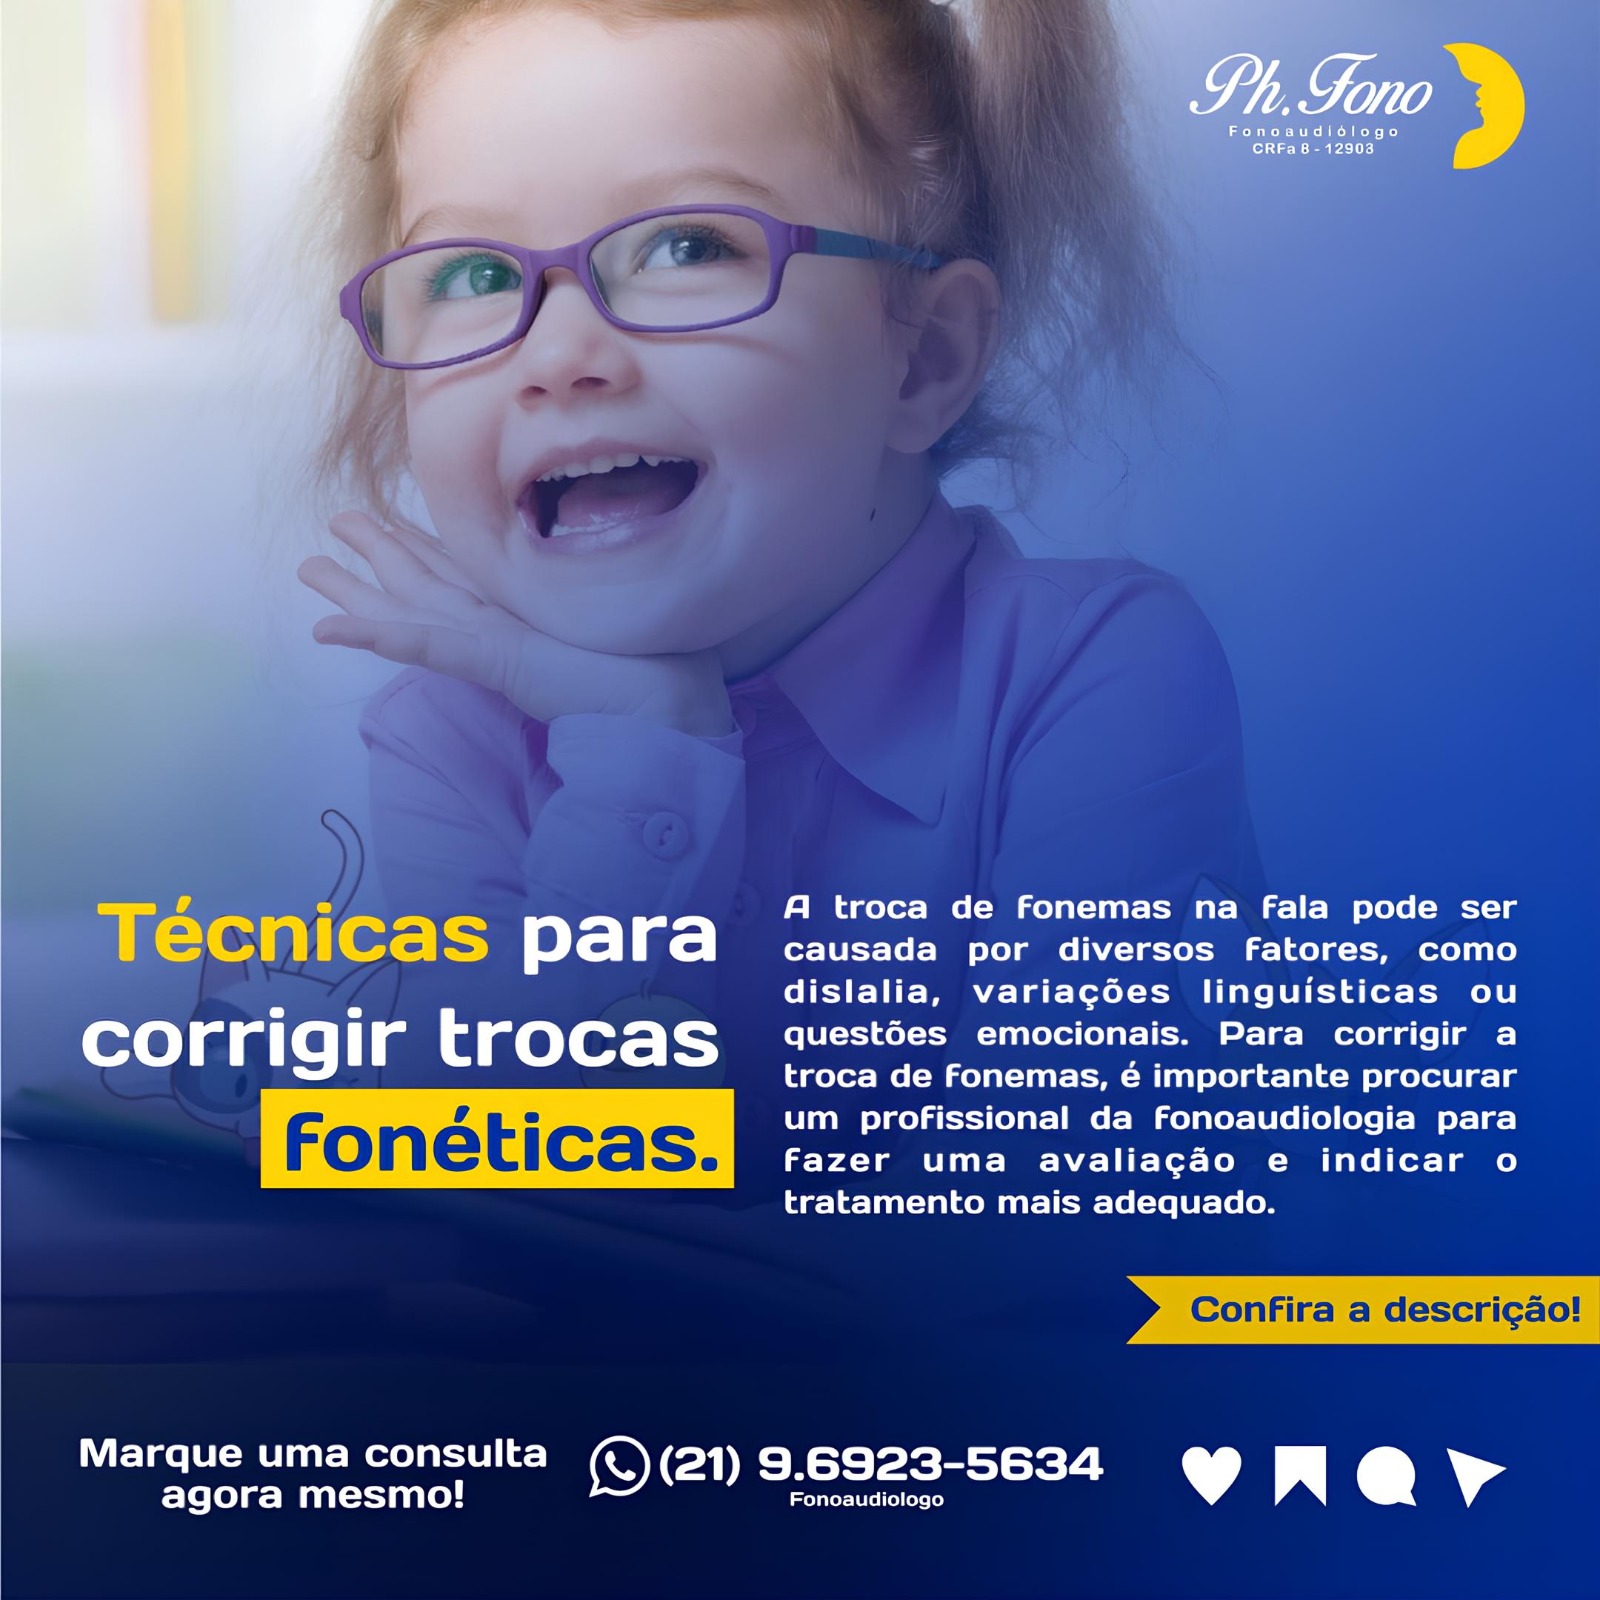 Ph. Fono
Fonoaudiólogo
CRFa 8 - 12903
Técnicas para
corrigir trocas
fonéticas.
A troca de fonemas na fala pode ser
causada por diversos fatores, como
dislalia, variações linguísticas ou
questões emocionais. Para corrigir a
troca de fonemas, é importante procurar
um profissional da fonoaudiologia para
fazer uma avaliação e indicar o
tratamento mais adequado.
Confira a descrição!
Marque uma consulta
agora mesmo!
(21) 9.6923-5634
Fonoaudiologo